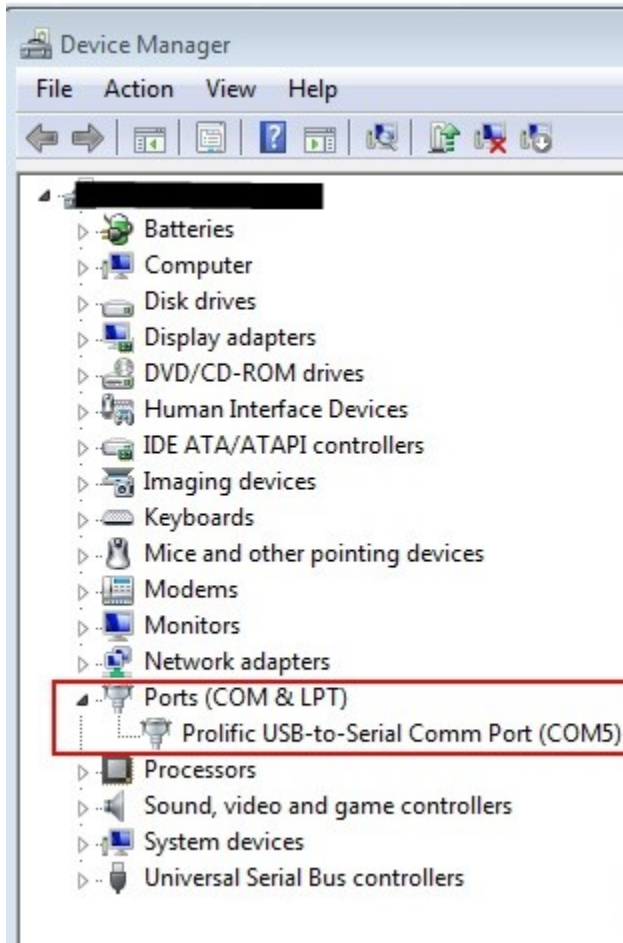 Device Manager
File Action View Help
Batteries
Computer
Disk drives
Display adapters
DVD/CD-ROM drives
Human Interface Devices
IDE ATA/ATAPI controllers
Imaging devices
Keyboards
Mice and other pointing devices
Modems
Monitors
Network adapters
Ports (COM & LPT)
Prolific USB-to-Serial Comm Port (COM5)
Processors
Sound, video and game controllers
System devices
Universal Serial Bus controllers